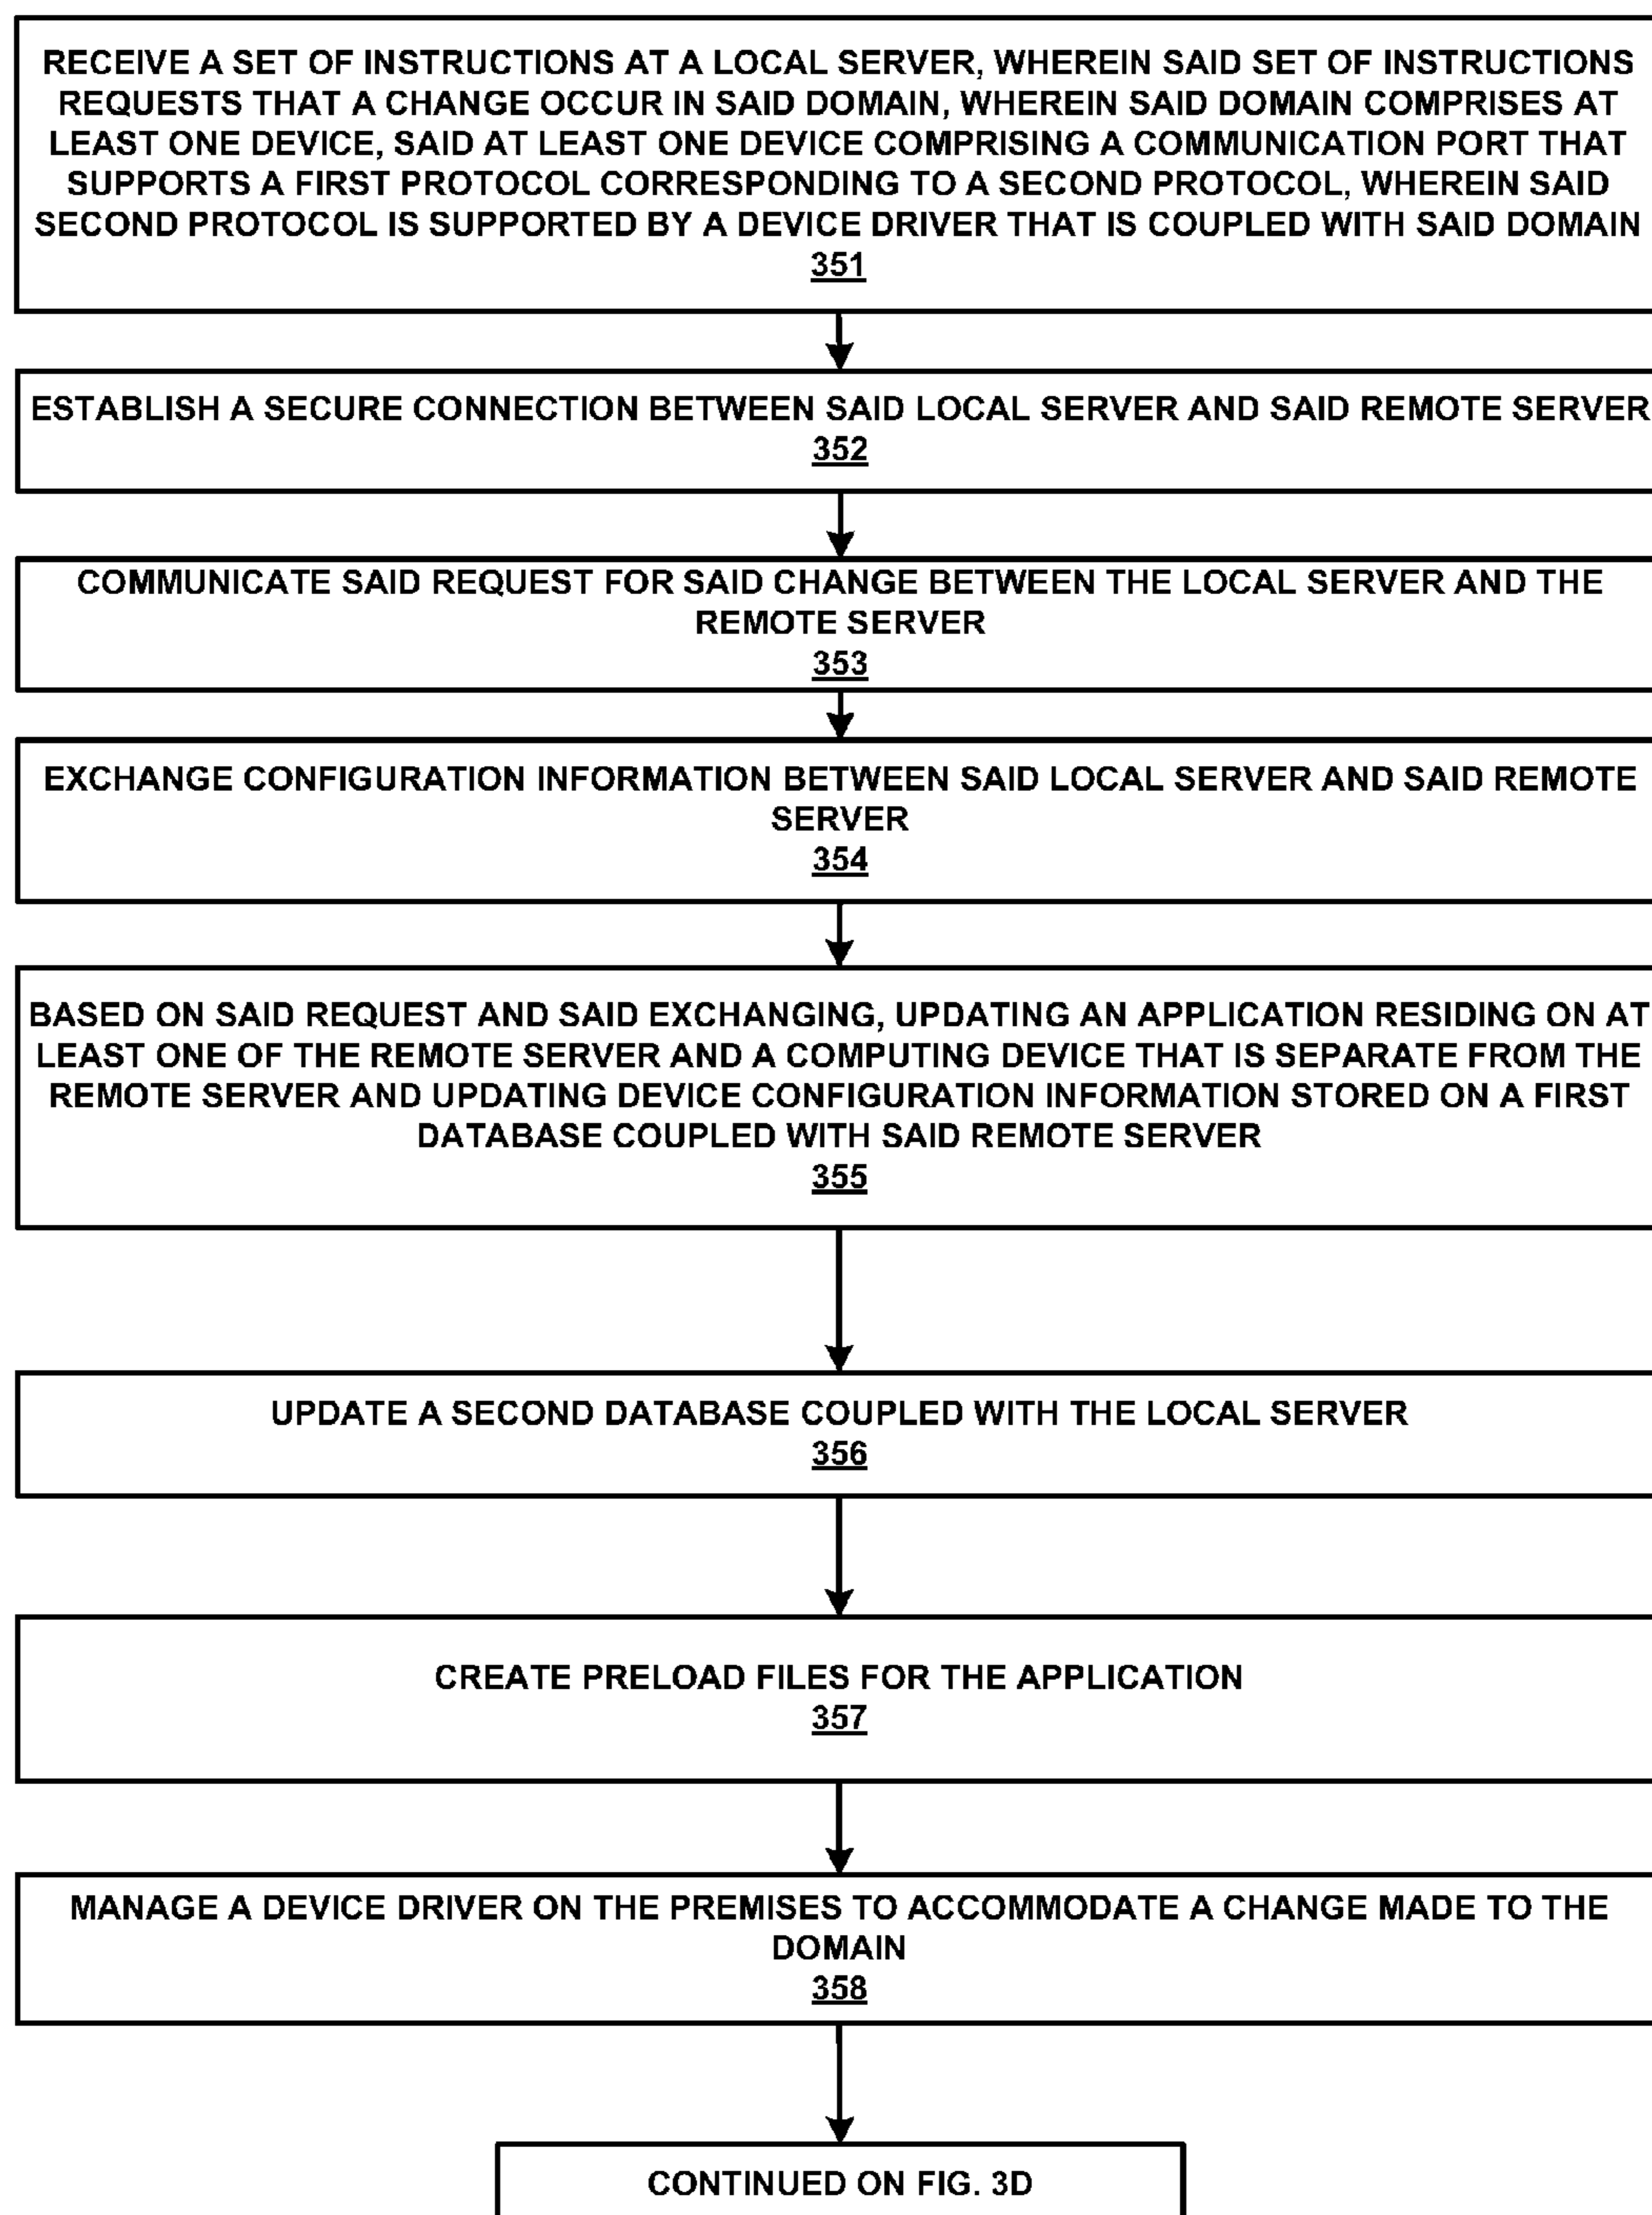 RECEIVE A SET OF INSTRUCTIONS AT A LOCAL SERVER, WHEREIN SAID SET OF INSTRUCTIONS
REQUESTS THAT A CHANGE OCCUR IN SAID DOMAIN, WHEREIN SAID DOMAIN COMPRISES AT
LEAST ONE DEVICE, SAID AT LEAST ONE DEVICE COMPRISING A COMMUNICATION PORT THAT
SUPPORTS A FIRST PROTOCOL CORRESPONDING TO A SECOND PROTOCOL, WHEREIN SAID
SECOND PROTOCOL IS SUPPORTED BY A DEVICE DRIVER THAT IS COUPLED WITH SAID DOMAIN
351
ESTABLISH A SECURE CONNECTION BETWEEN SAID LOCAL SERVER AND SAID REMOTE SERVER
352
COMMUNICATE SAID REQUEST FOR SAID CHANGE BETWEEN THE LOCAL SERVER AND THE
REMOTE SERVER
353
EXCHANGE CONFIGURATION INFORMATION BETWEEN SAID LOCAL SERVER AND SAID REMOTE
SERVER
354
BASED ON SAID REQUEST AND SAID EXCHANGING, UPDATING AN APPLICATION RESIDING ON AT
LEAST ONE OF THE REMOTE SERVER AND A COMPUTING DEVICE THAT IS SEPARATE FROM THE
REMOTE SERVER AND UPDATING DEVICE CONFIGURATION INFORMATION STORED ON A FIRST
DATABASE COUPLED WITH SAID REMOTE SERVER
355
UPDATE A SECOND DATABASE COUPLED WITH THE LOCAL SERVER
356
CREATE PRELOAD FILES FOR THE APPLICATION
357
MANAGE A DEVICE DRIVER ON THE PREMISES TO ACCOMMODATE A CHANGE MADE TO THE
DOMAIN
358
CONTINUED ON FIG. 3D